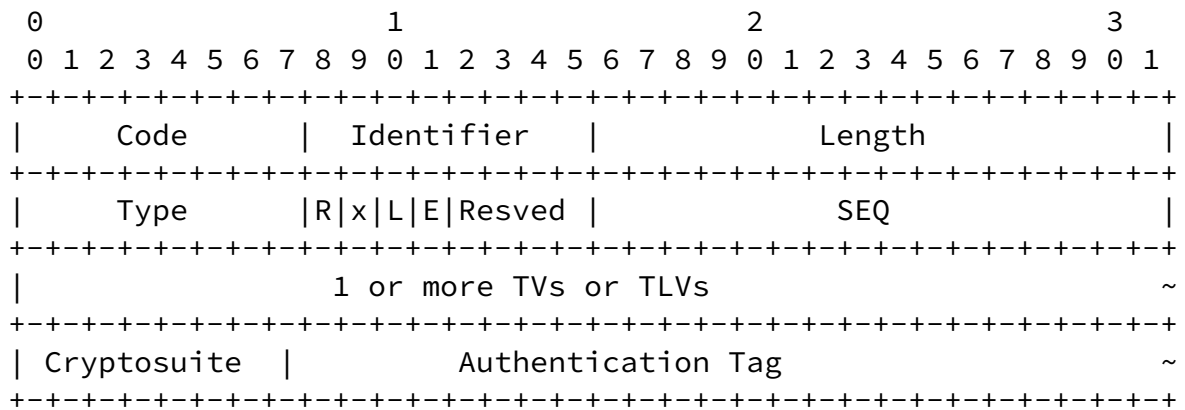 0                   1                   2                   3
 0 1 2 3 4 5 6 7 8 9 0 1 2 3 4 5 6 7 8 9 0 1 2 3 4 5 6 7 8 9 0 1
+-+-+-+-+-+-+-+-+-+-+-+-+-+-+-+-+-+-+-+-+-+-+-+-+-+-+-+-+-+-+-+-+
|     Code      |  Identifier   |            Length             |
+-+-+-+-+-+-+-+-+-+-+-+-+-+-+-+-+-+-+-+-+-+-+-+-+-+-+-+-+-+-+-+-+
|     Type      |R|x|L|E|Resved |             SEQ               |
+-+-+-+-+-+-+-+-+-+-+-+-+-+-+-+-+-+-+-+-+-+-+-+-+-+-+-+-+-+-+-+-+
|                 1 or more TVs or TLVs                         ~
+-+-+-+-+-+-+-+-+-+-+-+-+-+-+-+-+-+-+-+-+-+-+-+-+-+-+-+-+-+-+-+-+
| Cryptosuite  |         Authentication Tag                     ~
+-+-+-+-+-+-+-+-+-+-+-+-+-+-+-+-+-+-+-+-+-+-+-+-+-+-+-+-+-+-+-+-+